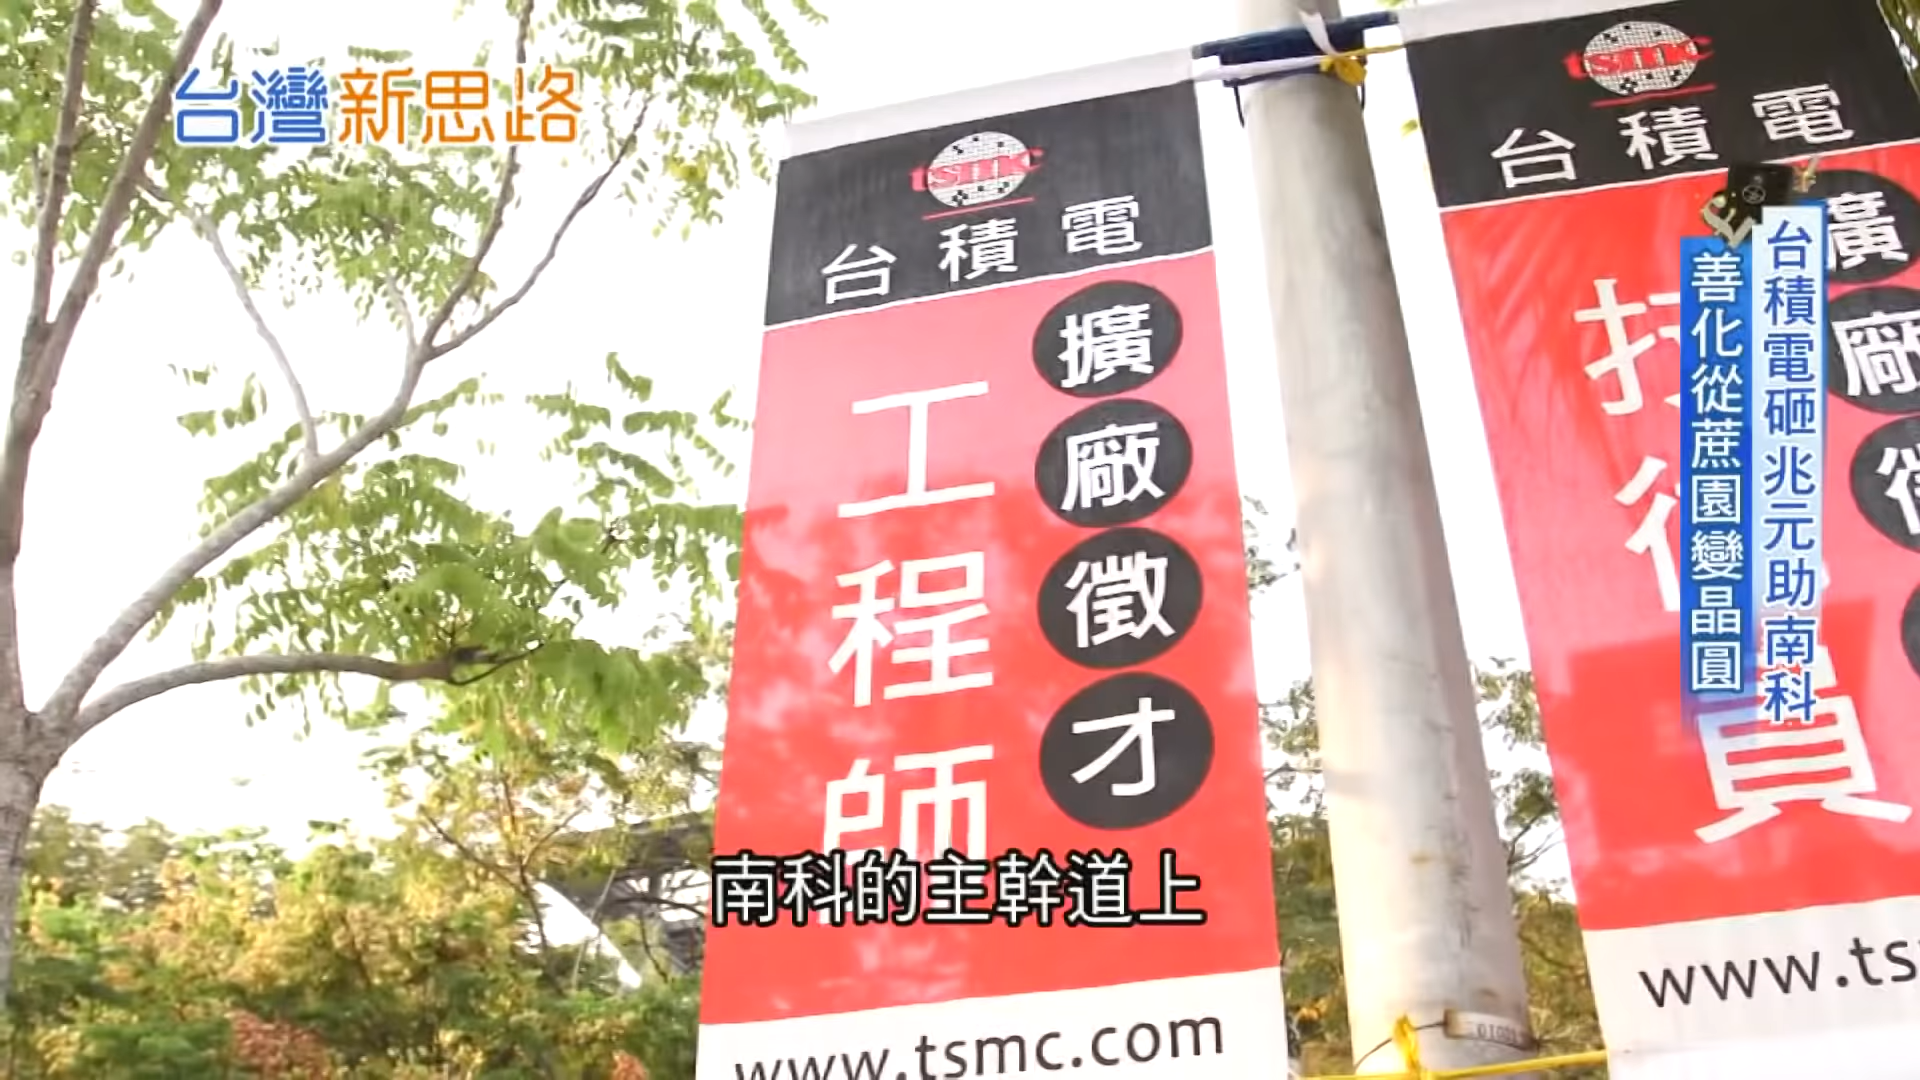 台灣新思路
tsmc
台積電
擴廠徵才
工程師
www.tsmc.com
tsmc
台積電
廣廠
員
www.ts
台積電砸兆元助南科
善化從蔗園變晶圓
南科的主幹道上